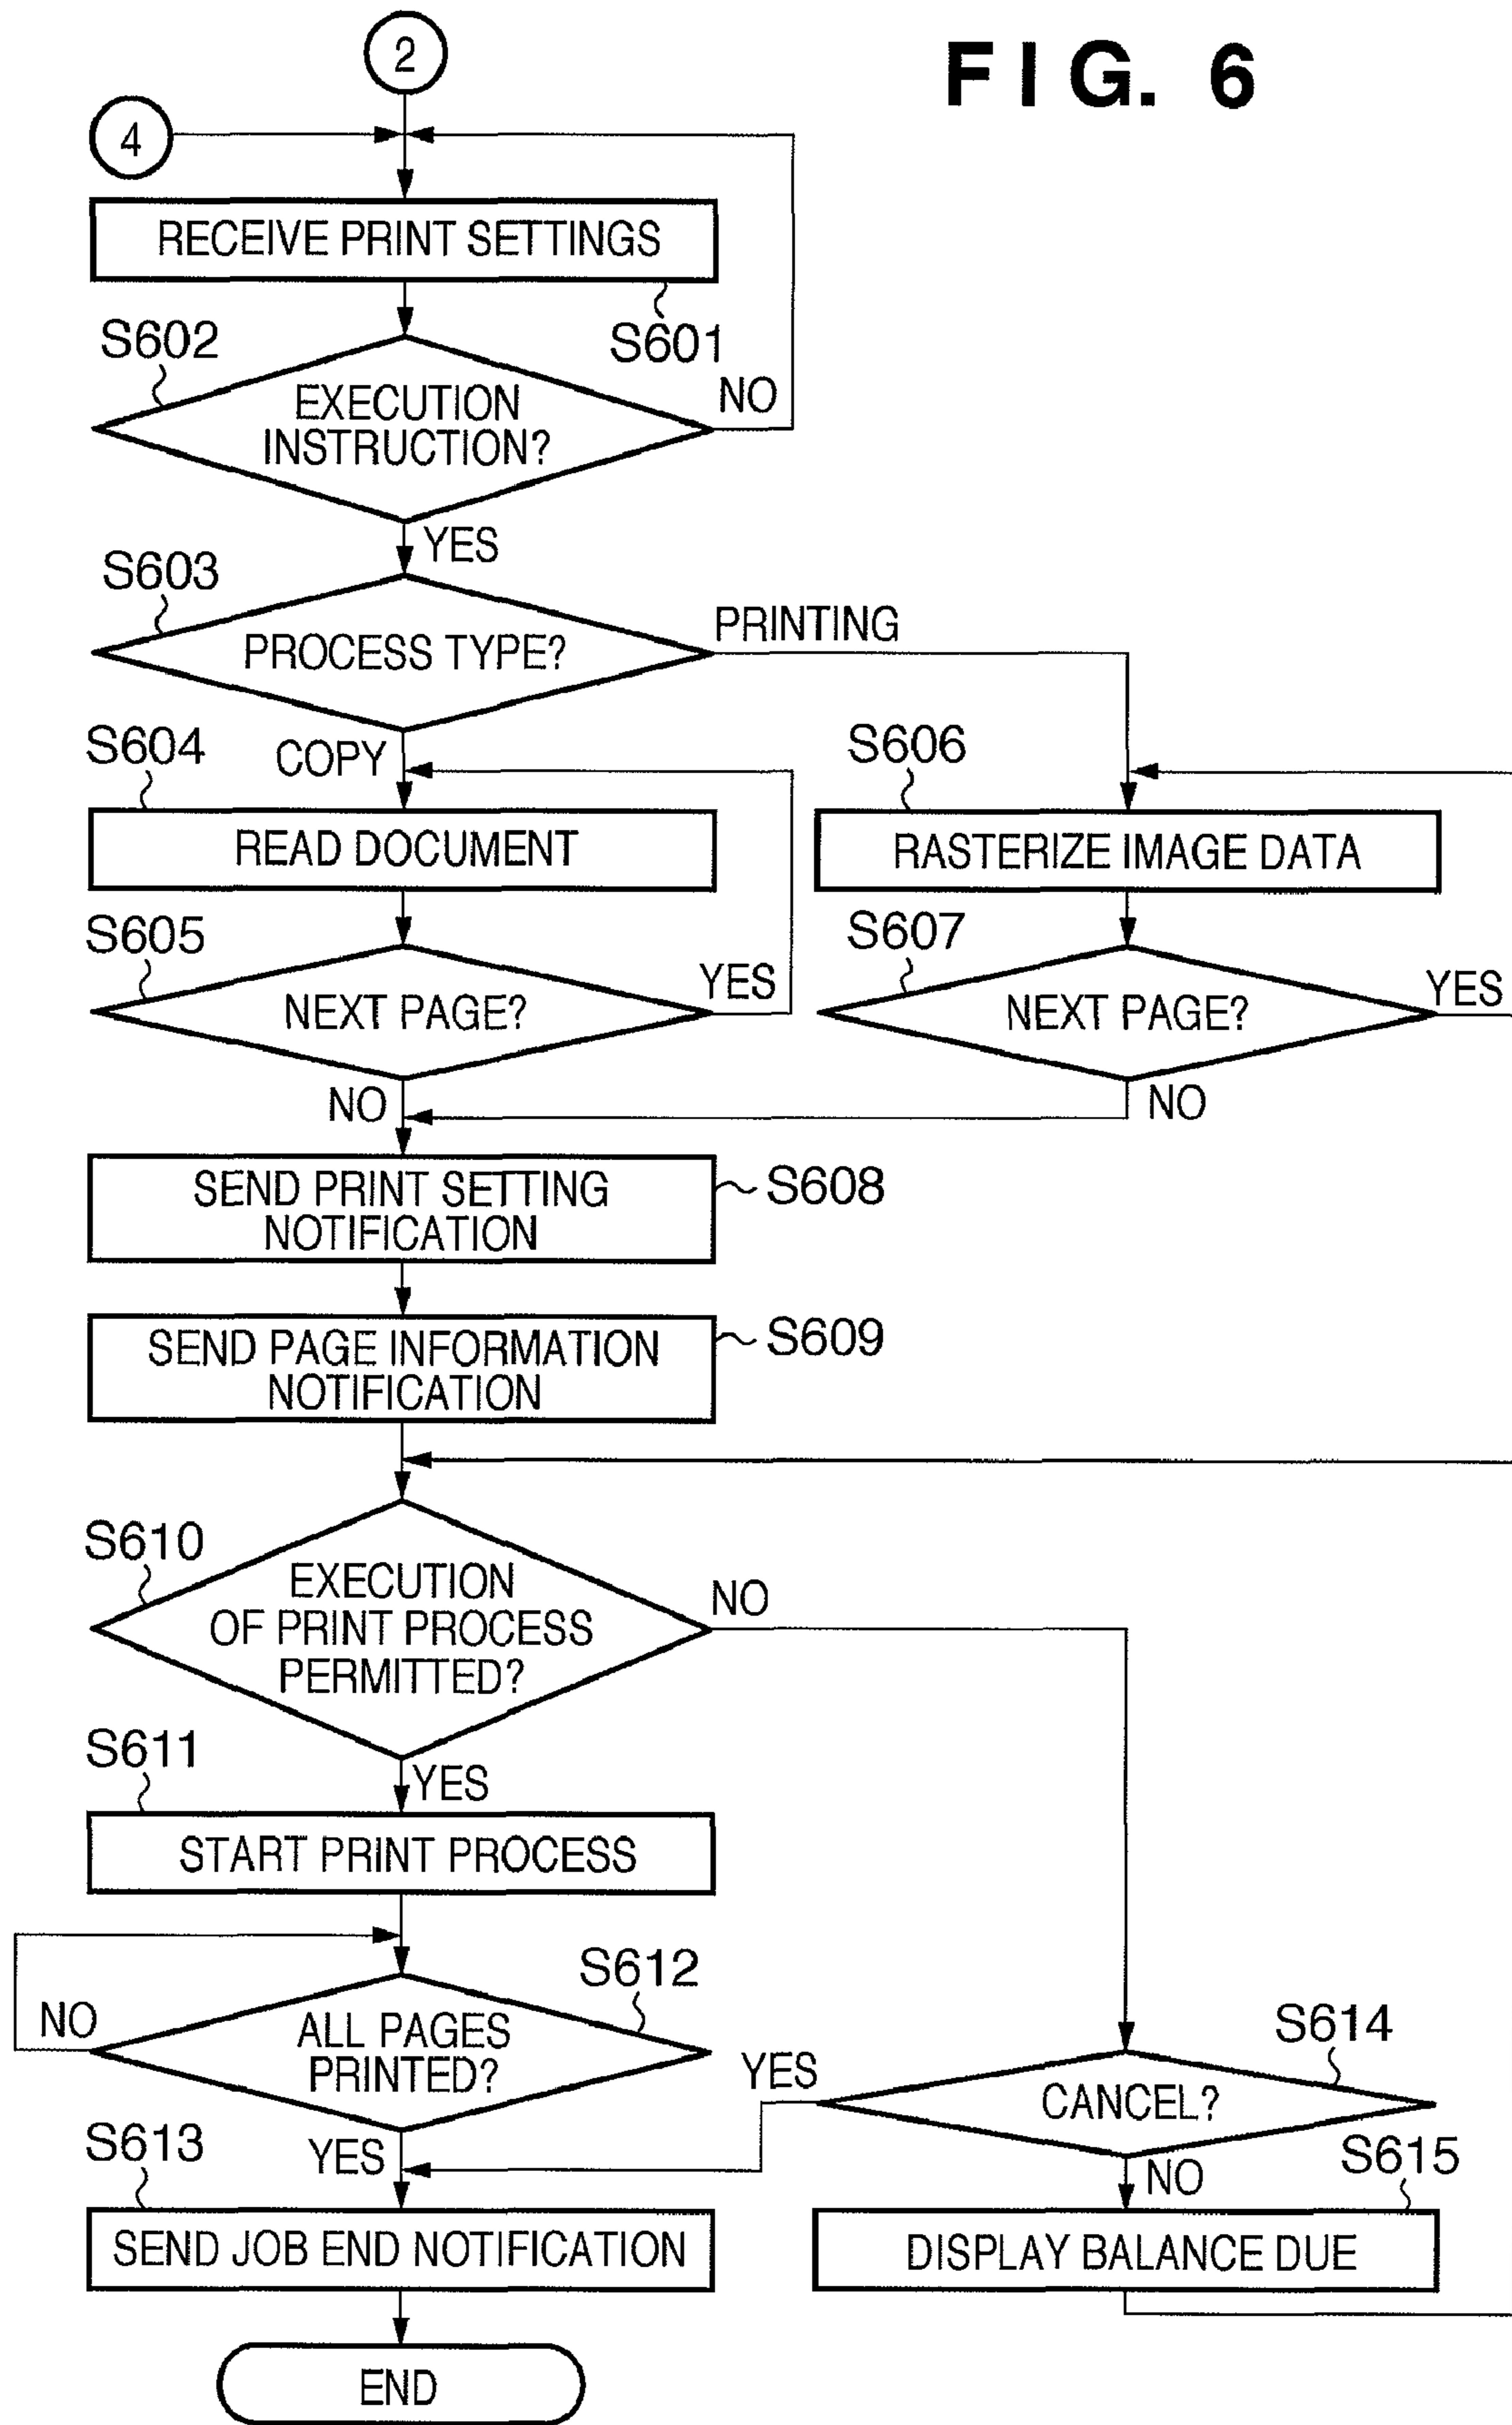 FIG. 6
2
4
RECEIVE PRINT SETTINGS
S601
S602
EXECUTION
INSTRUCTION?
NO
YES
S603
PROCESS TYPE?
PRINTING
COPY
S604
READ DOCUMENT
S606
RASTERIZE IMAGE DATA
S605
NEXT PAGE?
YES
S607
NEXT PAGE?
YES
NO
NO
SEND PRINT SETTING
NOTIFICATION
S608
SEND PAGE INFORMATION
NOTIFICATION
S609
S610
EXECUTION
OF PRINT PROCESS
PERMITTED?
NO
YES
S611
START PRINT PROCESS
S612
ALL PAGES
PRINTED?
NO
YES
S614
CANCEL?
YES
NO
S613
SEND JOB END NOTIFICATION
S615
DISPLAY BALANCE DUE
END